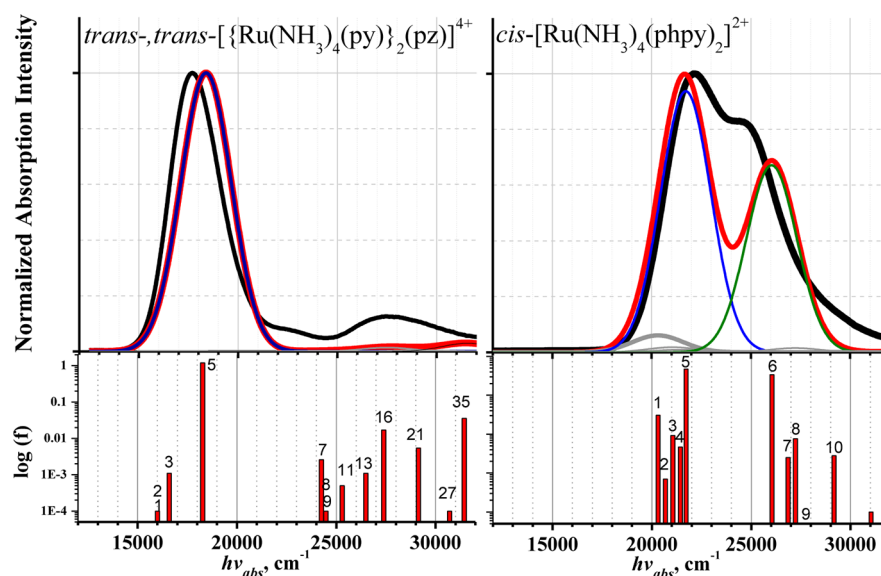 trans-,trans-[{Ru(NH₃)₄(py)}₂(pz)]⁴⁺
cis-[Ru(NH₃)₄(phpy)₂]²⁺
Normalized Absorption Intensity
log (f)
1
0.1
0.01
1E-3
1E-4
2
1
3
5
7
8
9
11
13
16
21
27
35
1
2
3
4
5
6
7
8
9
10
15000 20000 25000 30000
15000 20000 25000 30000
hν_abs, cm⁻¹
hν_abs, cm⁻¹